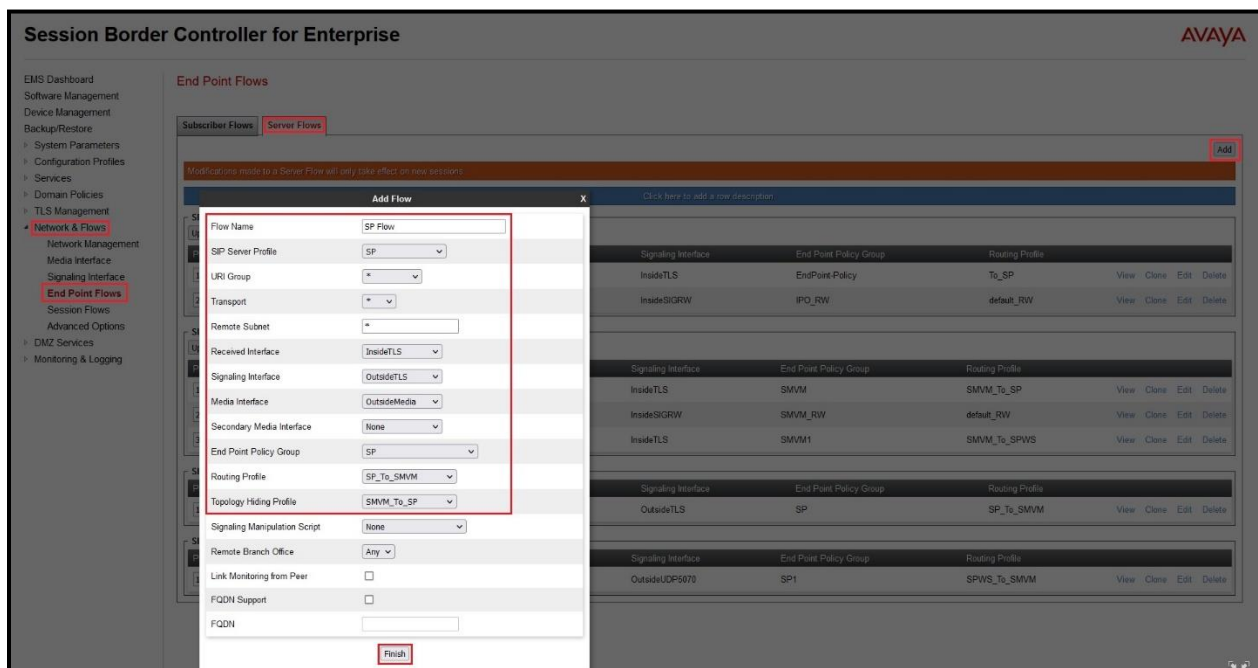 Session Border Controller for Enterprise
AVAYA
EMS Dashboard
Software Management
Device Management
Backup/Restore
System Parameters
Configuration Profiles
Services
Domain Policies
TLS Management
Network & Flows
Network Management
Media Interface
Signaling Interface
End Point Flows
Session Flows
Advanced Options
DMZ Services
Monitoring & Logging
End Point Flows
Subscriber Flows Server Flows
Add
Modifications made to a Server Flow will only take effect on new sessions.
Click here to add a row description
Add Flow X
Flow Name SP Flow
SIP Server Profile SP
URI Group *
Transport *
Remote Subnet *
Received Interface InsideTLS
Signaling Interface OutsideTLS
Media Interface OutsideMedia
Secondary Media Interface None
End Point Policy Group SP
Routing Profile SP_To_SMVM
Topology Hiding Profile SMVM_To_SP
Signaling Manipulation Script None
Remote Branch Office Any
Link Monitoring from Peer
FQDN Support
FQDN
Finish
Signaling Interface End Point Policy Group Routing Profile
InsideTLS EndPoint-Policy To_SP View Clone Edit Delete
InsideSIGRW IPO_RW default_RW View Clone Edit Delete
Signaling Interface End Point Policy Group Routing Profile
InsideTLS SMVM SMVM_To_SP View Clone Edit Delete
InsideSIGRW SMVM_RW default_RW View Clone Edit Delete
InsideTLS SMVM1 SMVM_To_SPWS View Clone Edit Delete
Signaling Interface End Point Policy Group Routing Profile
OutsideTLS SP SP_To_SMVM View Clone Edit Delete
Signaling Interface End Point Policy Group Routing Profile
OutsideUDP5070 SP1 SPWS_To_SMVM View Clone Edit Delete